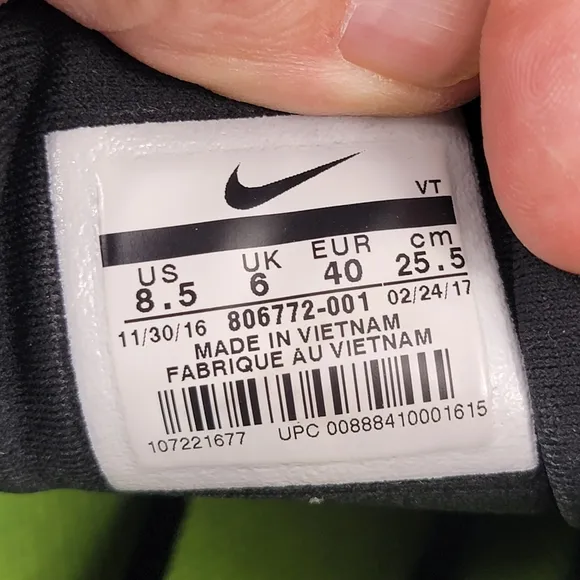 VT
US UK EUR cm
8.5 6 40 25.5
11/30/16 806772-001 02/24/17
MADE IN VIETNAM
FABRIQUE AU VIETNAM
107221677 UPC 00888410001615